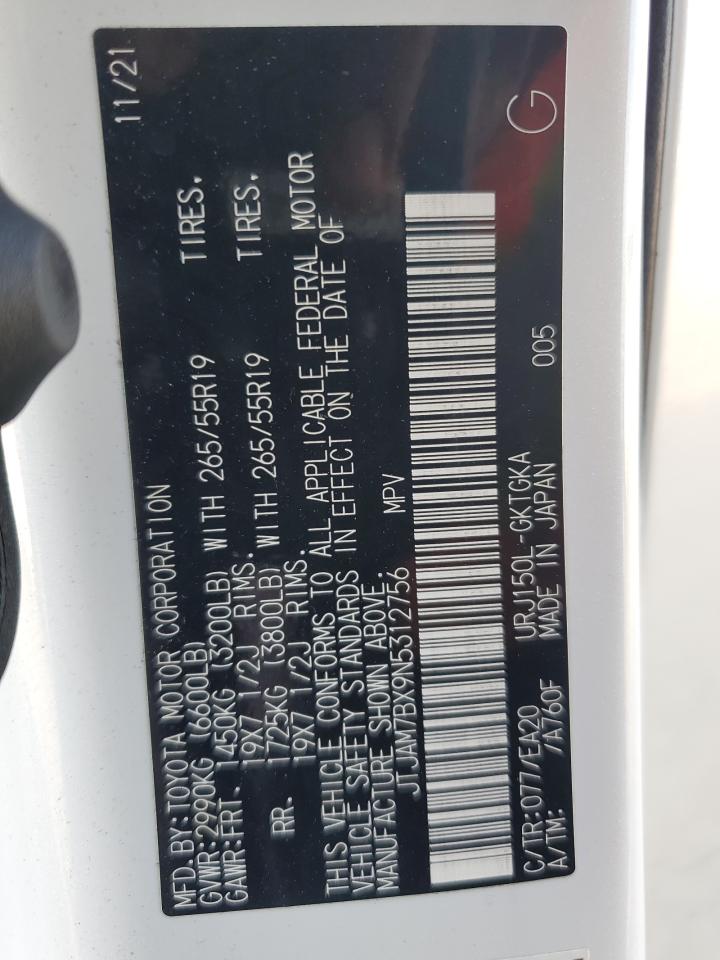 MFD. BY:TOYOTA MOTOR CORPORATION 11/21
GVWR:2990KG (6600LB)
GAWR:FRT. 1450KG (3200LB) WITH 265/55R19 TIRES.
19X7 1/2J RIMS.
RR. 1725KG (3800LB) WITH 265/55R19 TIRES.
19X7 1/2J RIMS.
THIS VEHICLE CONFORMS TO ALL APPLICABLE FEDERAL MOTOR
VEHICLE SAFETY STANDARDS IN EFFECT ON THE DATE OF
MANUFACTURE SHOWN ABOVE.
JTJAM7BX9N5312756 MPV
C/TR:077/EA20 URJ150L-GKTGKA 005 G
A/TM: /A760F MADE IN JAPAN